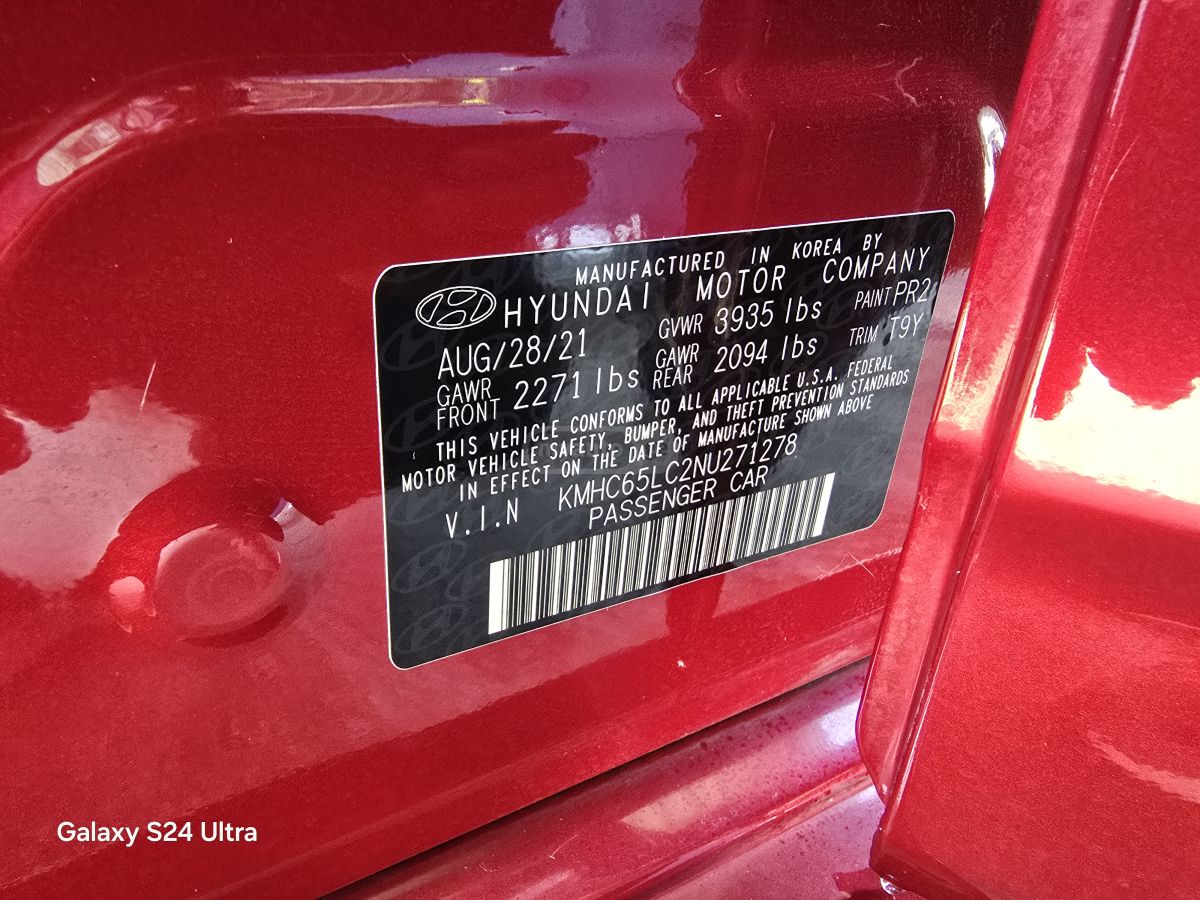 MANUFACTURED IN KOREA BY
HYUNDAI MOTOR COMPANY
AUG/28/21 GVWR 3935 lbs PAINT PR2
GAWR FRONT 2271 lbs GAWR REAR 2094 lbs TRIM T9Y
THIS VEHICLE CONFORMS TO ALL APPLICABLE U.S.A. FEDERAL
MOTOR VEHICLE SAFETY, BUMPER, AND THEFT PREVENTION STANDARDS
IN EFFECT ON THE DATE OF MANUFACTURE SHOWN ABOVE
V.I.N KMHC65LC2NU271278
PASSENGER CAR
Galaxy S24 Ultra